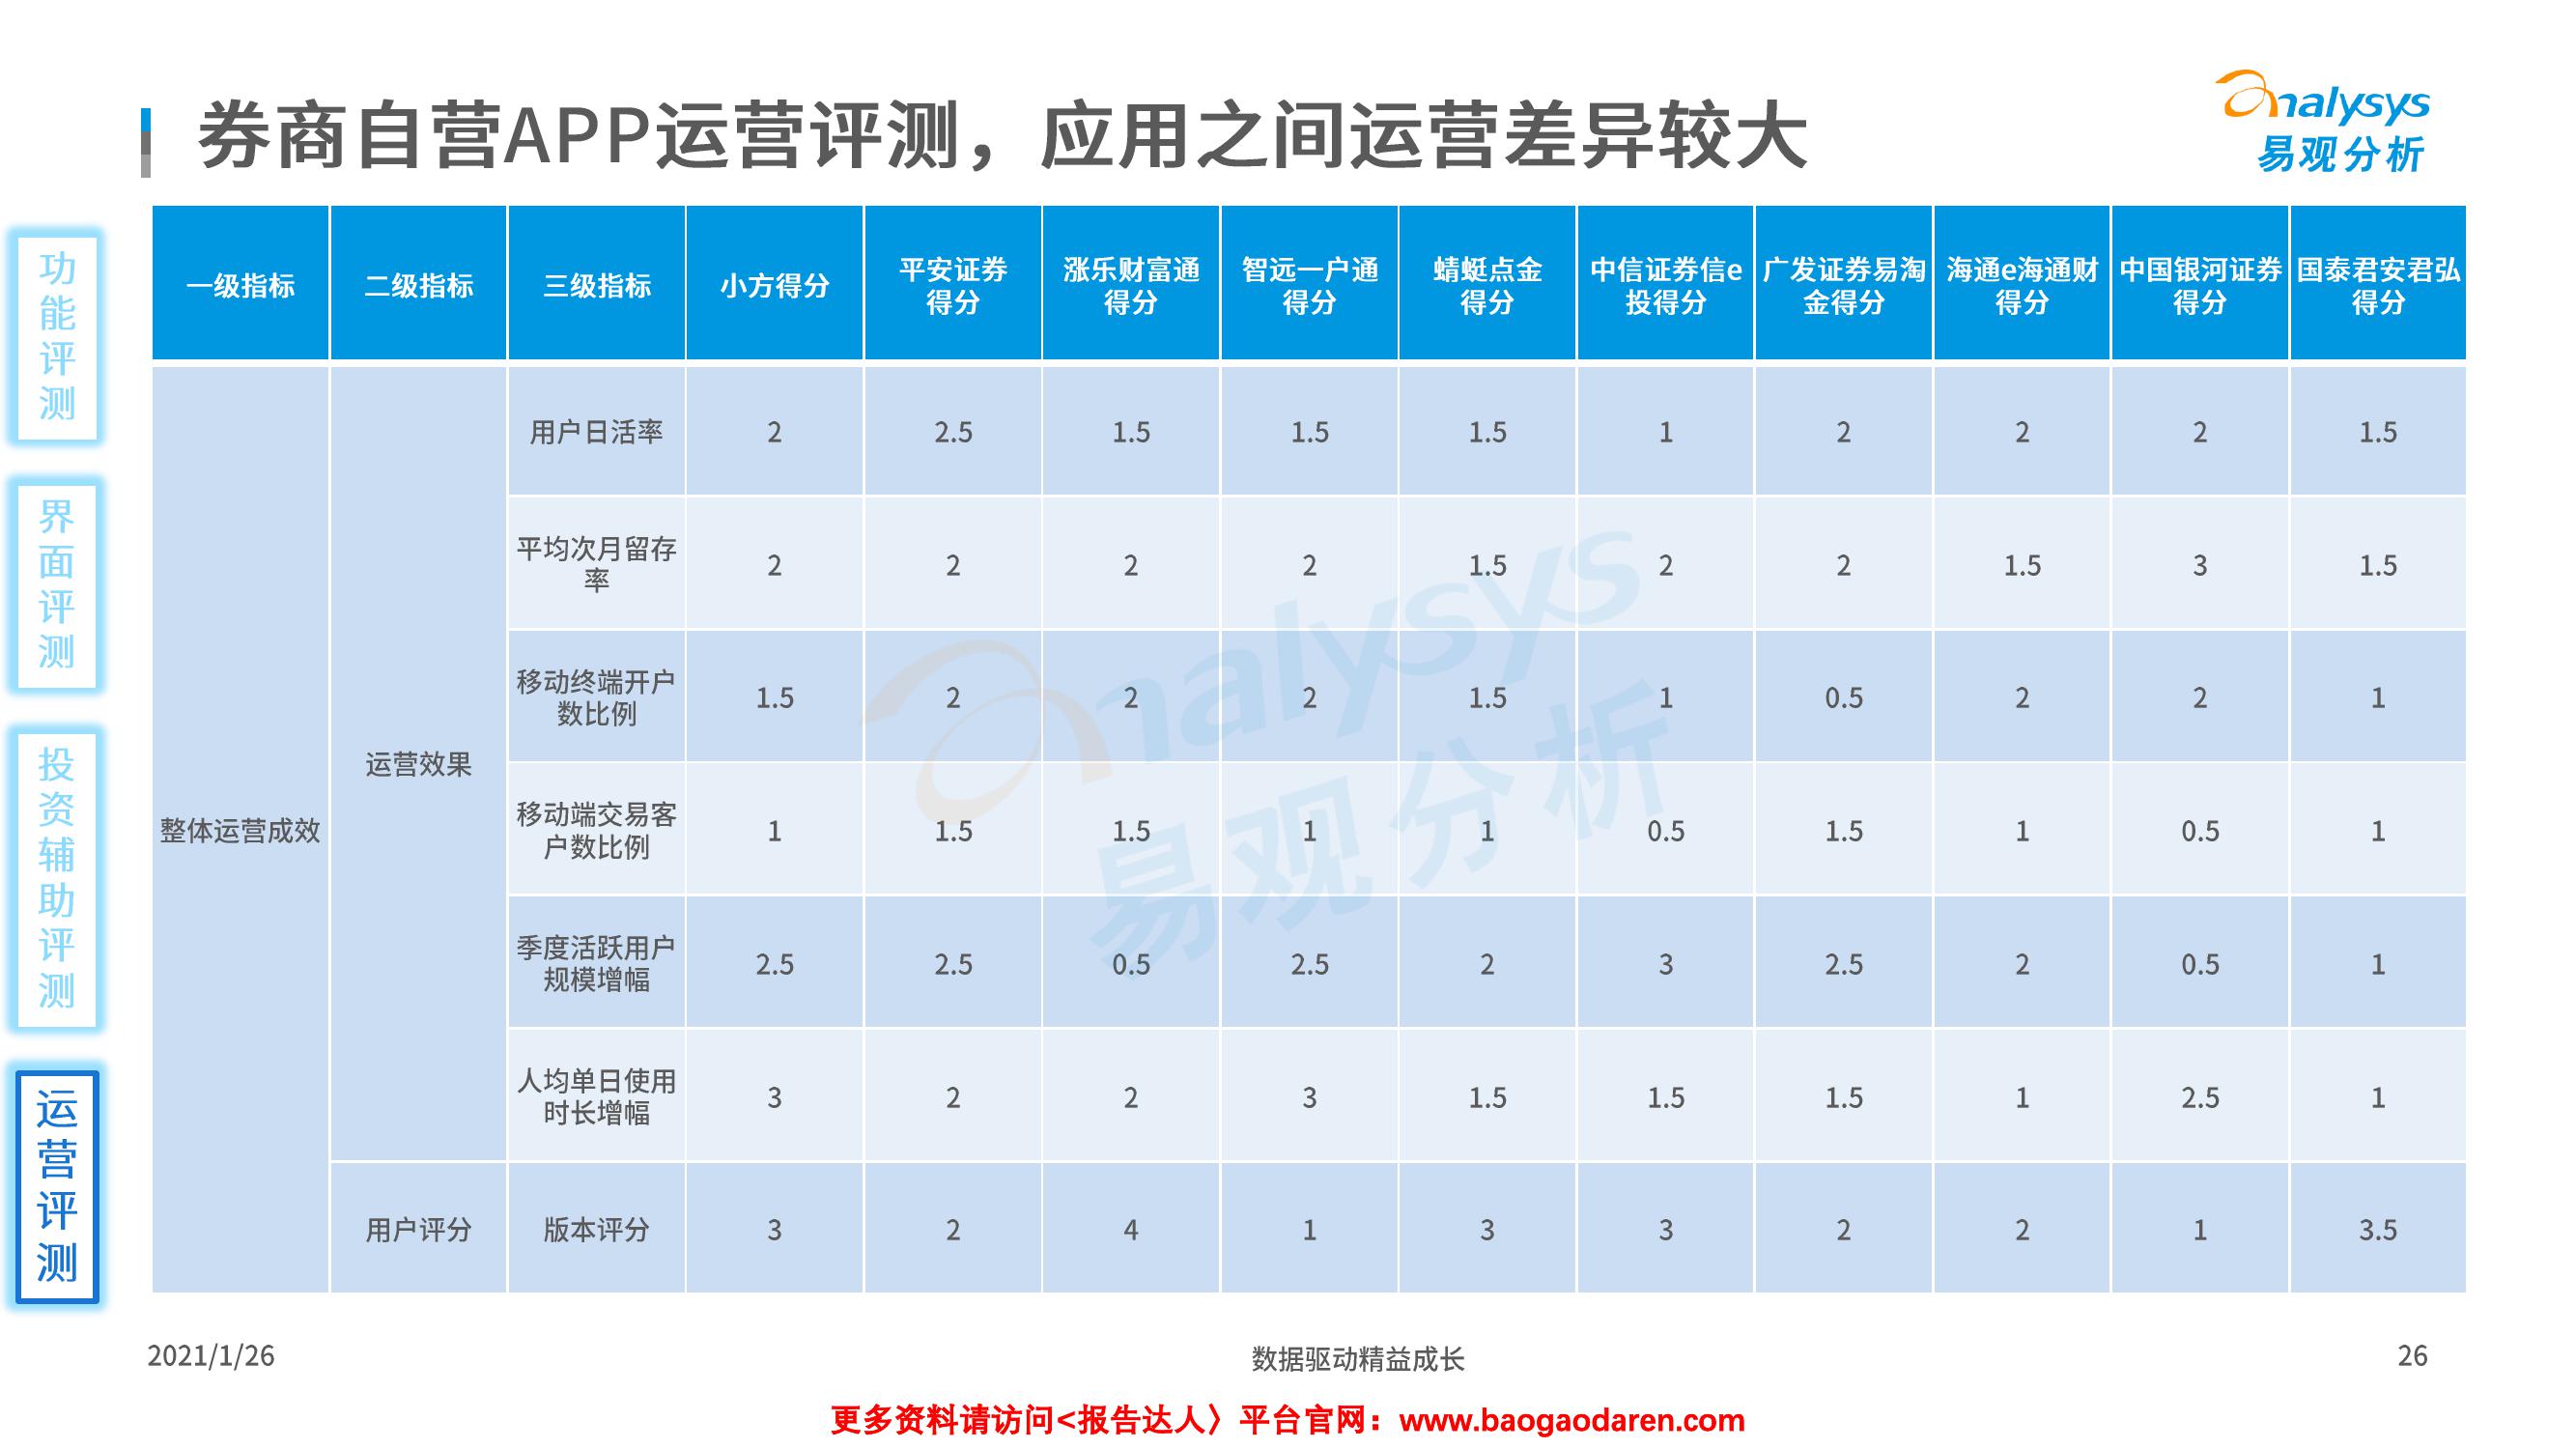 券商自营APP运营评测，应用之间运营差异较大
analysys
易观分析
功能评测
界面评测
投资辅助评测
运营评测
一级指标 二级指标 三级指标 小方得分 平安证券得分 涨乐财富通得分 智远一户通得分 蜻蜓点金得分 中信证券信e投得分 广发证券易淘金得分 海通e海通财得分 中国银河证券得分 国泰君安君弘得分
整体运营成效
运营效果
用户日活率 2 2.5 1.5 1.5 1.5 1 2 2 2 1.5
平均次月留存率 2 2 2 2 1.5 2 2 1.5 3 1.5
移动终端开户数比例 1.5 2 2 2 1.5 1 0.5 2 2 1
移动端交易客户数比例 1 1.5 1.5 1 1 0.5 1.5 1 0.5 1
季度活跃用户规模增幅 2.5 2.5 0.5 2.5 2 3 2.5 2 0.5 1
人均单日使用时长增幅 3 2 2 3 1.5 1.5 1.5 1 2.5 1
用户评分 版本评分 3 2 4 1 3 3 2 2 1 3.5
analysys
易观分析
2021/1/26
数据驱动精益成长
26
更多资料请访问<报告达人〉平台官网：www.baogaodaren.com